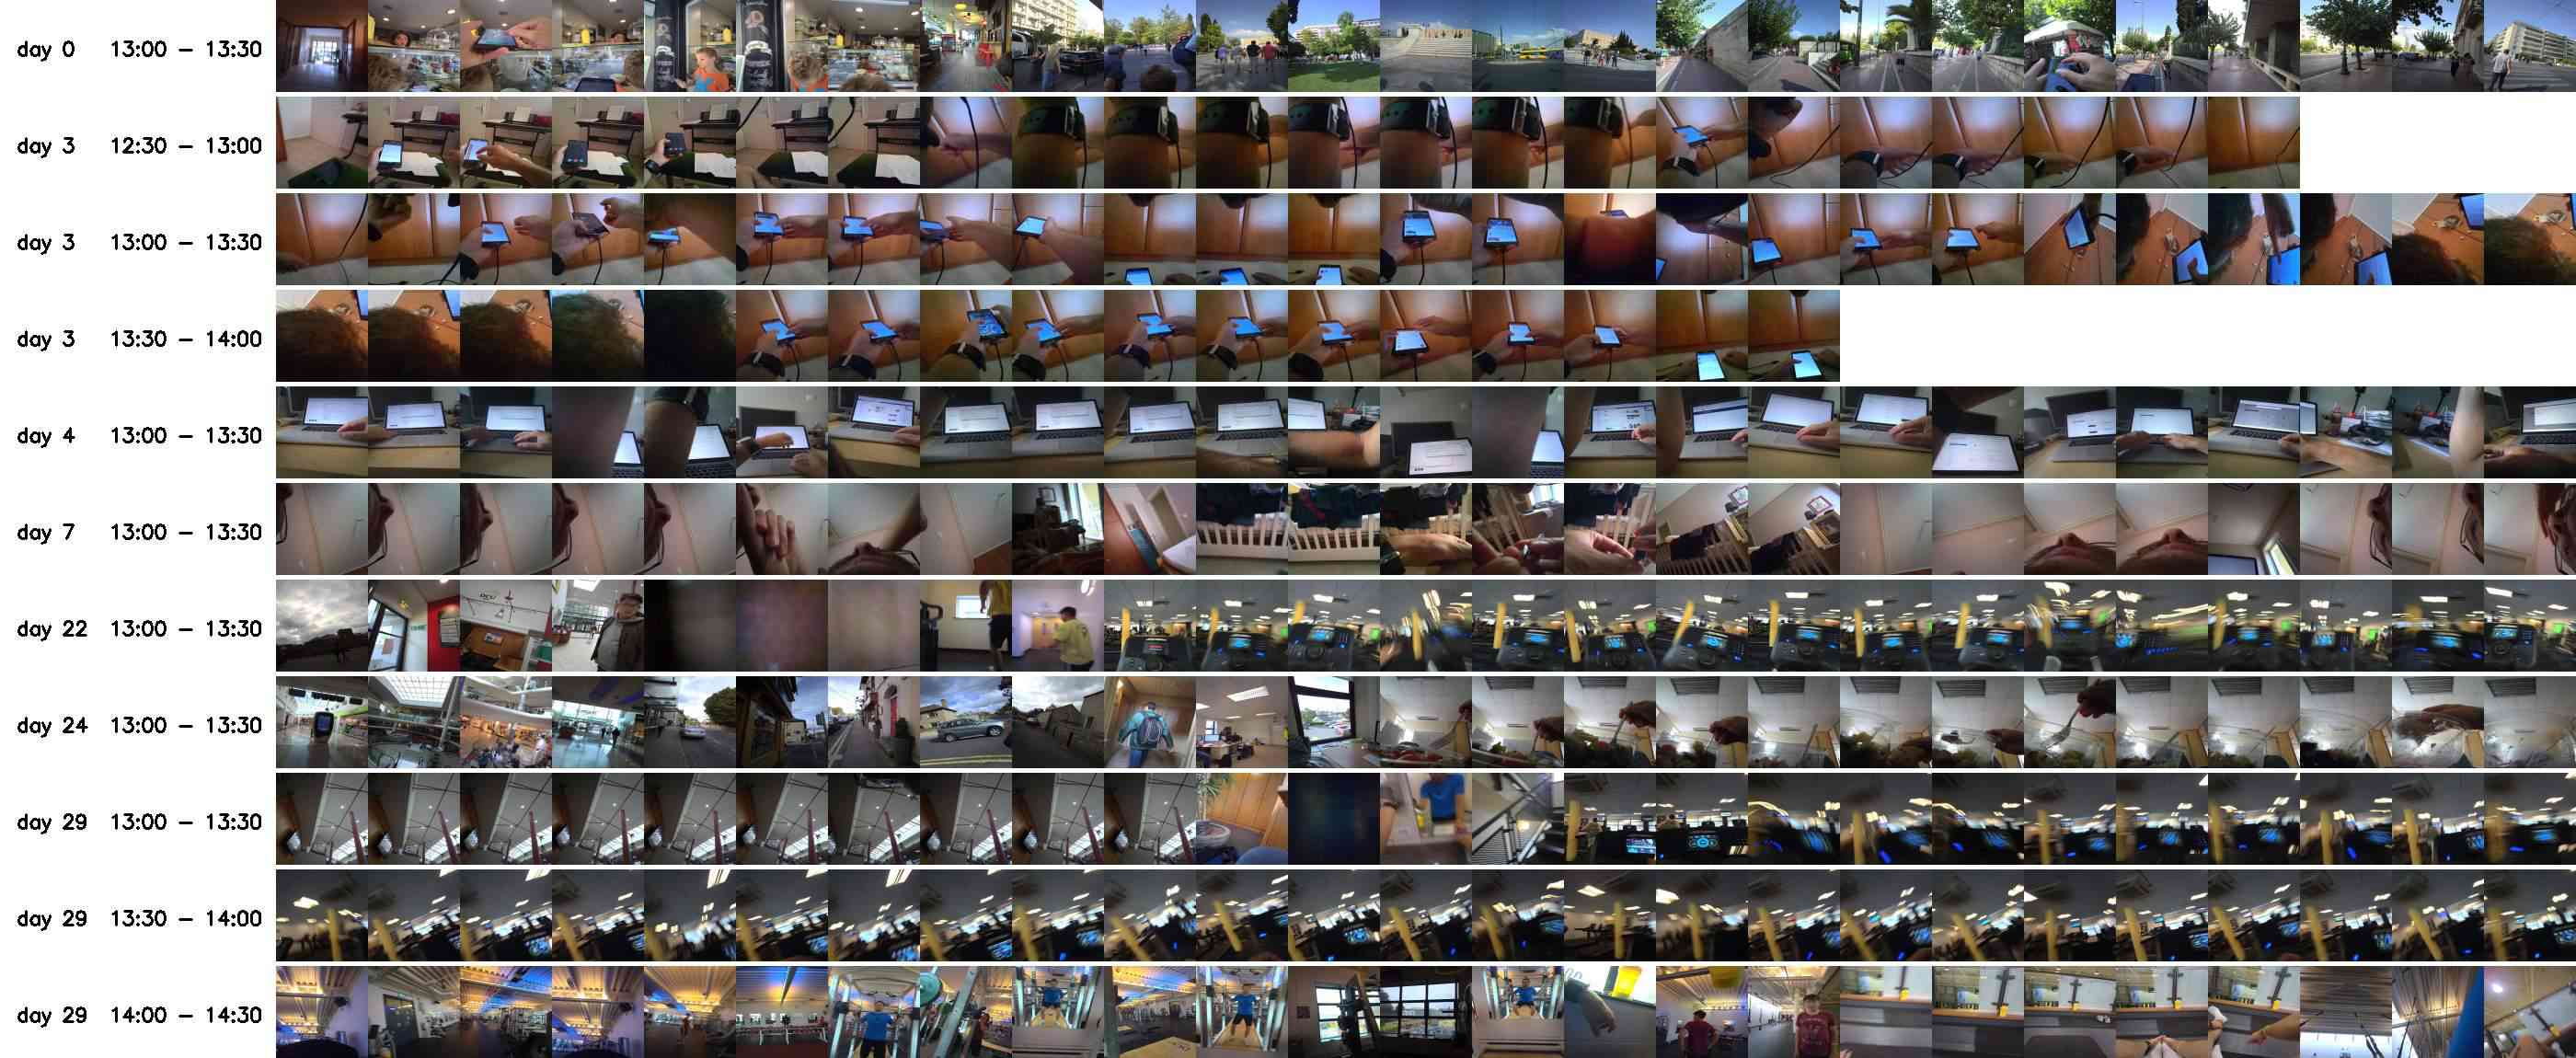 day 0 13:00 - 13:30
day 3 12:30 - 13:00
day 3 13:00 - 13:30
day 3 13:30 - 14:00
day 4 13:00 - 13:30
day 7 13:00 - 13:30
day 22 13:00 - 13:30
day 24 13:00 - 13:30
day 29 13:00 - 13:30
day 29 13:30 - 14:00
day 29 14:00 - 14:30